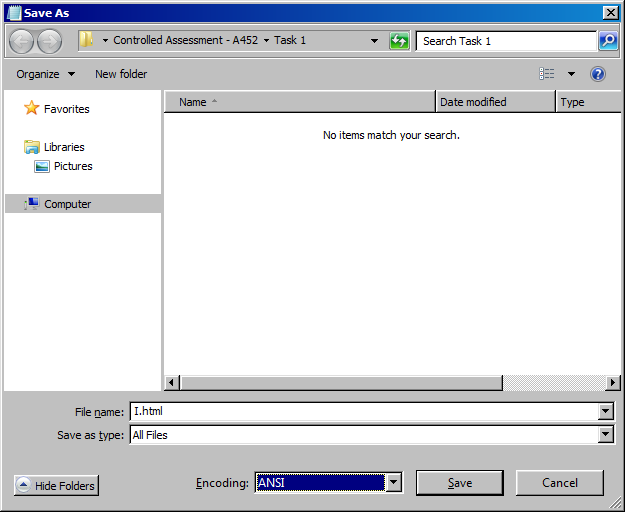 Save As
Controlled Assessment - A452 Task 1
Search Task 1
Organize New folder
Name Date modified Type
Favorites
No items match your search.
Libraries
Pictures
Computer
File name: I.html
Save as type: All Files
Hide Folders Encoding: ANSI Save Cancel